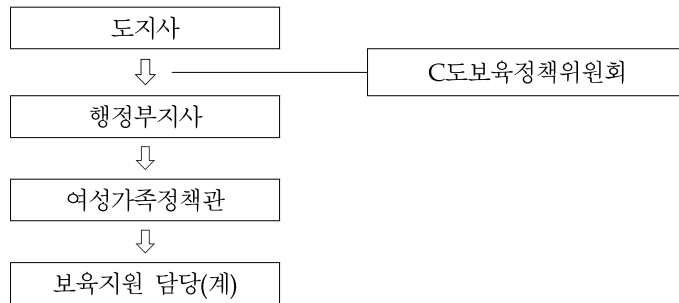 도지사
C도보육정책위원회
행정부지사
여성가족정책관
보육지원 담당(계)